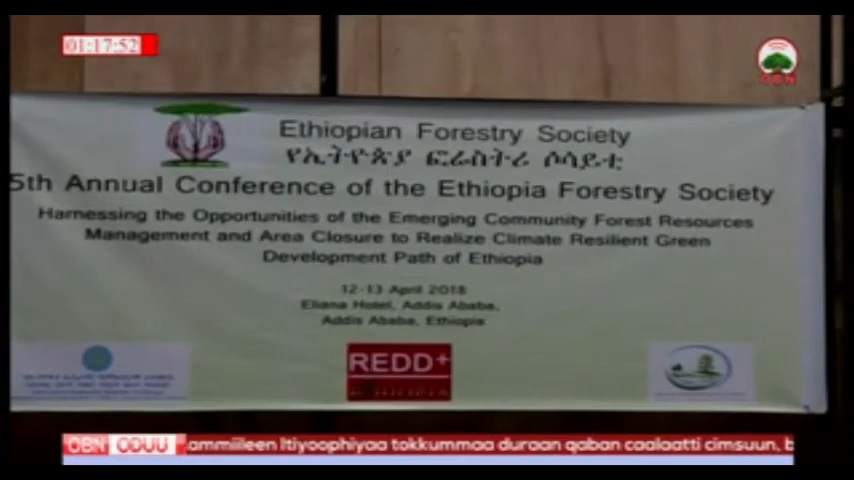 01:17:52
OBN
Ethiopian Forestry Society
የኢትዮጵያ ፎረስትሪ ሶሳይቲ
5th Annual Conference of the Ethiopia Forestry Society
Harnessing the Opportunities of the Emerging Community Forest Resources
Management and Area Closure to Realize Climate Resilient Green
Development Path of Ethiopia
12-13 April 2018
Eliana Hotel, Addis Ababa,
Addis Ababa, Ethiopia
REDD+
ETHIOPIA
OBN ODUU ammiileen Itiyoophiyaa tokkummaa duraan qaban caalaatti cimsuun, b